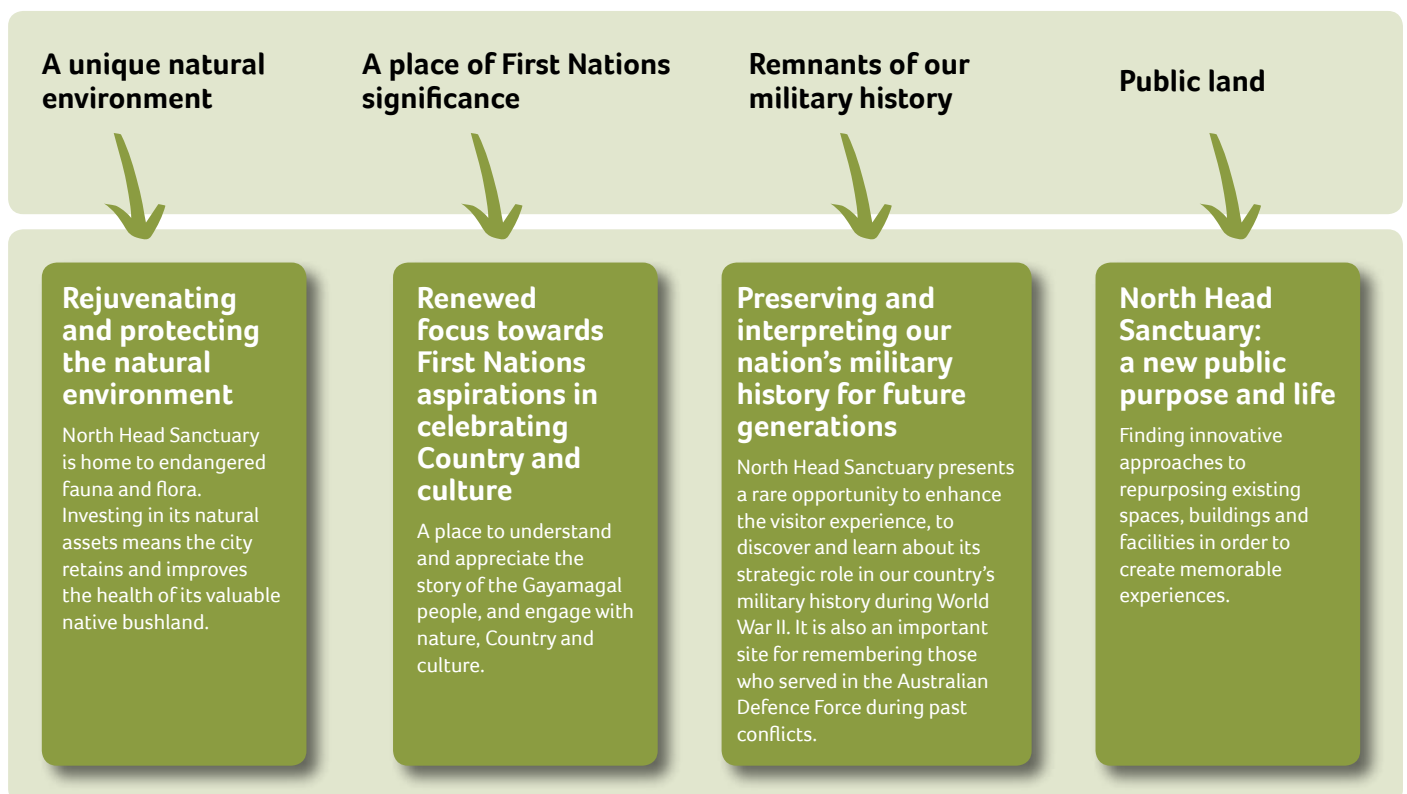 A unique natural
environment
A place of First Nations
significance
Remnants of our
military history
Public land
Rejuvenating
and protecting
the natural
environment
North Head Sanctuary
is home to endangered
fauna and flora.
Investing in its natural
assets means the city
retains and improves
the health of its valuable
native bushland.
Renewed
focus towards
First Nations
aspirations in
celebrating
Country and
culture
A place to understand
and appreciate the
story of the Gayamagal
people, and engage with
nature, Country and
culture.
Preserving and
interpreting our
nation’s military
history for future
generations
North Head Sanctuary presents
a rare opportunity to enhance
the visitor experience, to
discover and learn about its
strategic role in our country’s
military history during World
War II. It is also an important
site for remembering those
who served in the Australian
Defence Force during past
conflicts.
North Head
Sanctuary:
a new public
purpose and life
Finding innovative
approaches to
repurposing existing
spaces, buildings and
facilities in order to
create memorable
experiences.